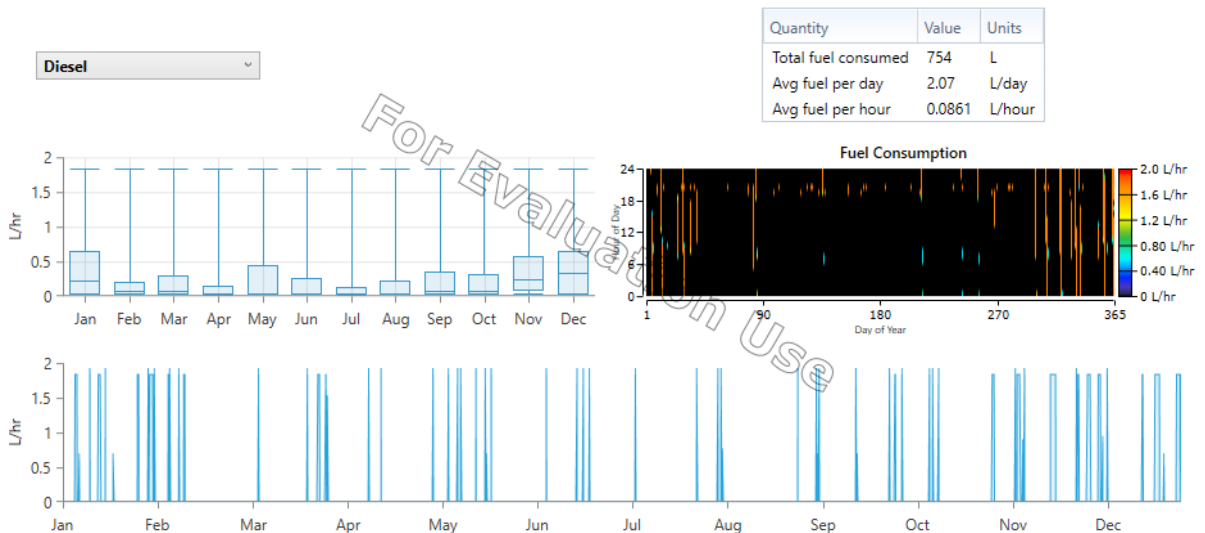 Quantity Value Units
Total fuel consumed 754 L
Avg fuel per day 2.07 L/day
Avg fuel per hour 0.0861 L/hour
Diesel
For Evaluation Use
2
1.5
1
0.5
0
L/hr
Jan Feb Mar Apr May Jun Jul Aug Sep Oct Nov Dec
Fuel Consumption
24
18
12
6
0
Hour of Day
2.0 L/hr
1.6 L/hr
1.2 L/hr
0.80 L/hr
0.40 L/hr
0 L/hr
1 90 180 270 365
Day of Year
2
1.5
1
0.5
0
L/hr
Jan Feb Mar Apr May Jun Jul Aug Sep Oct Nov Dec